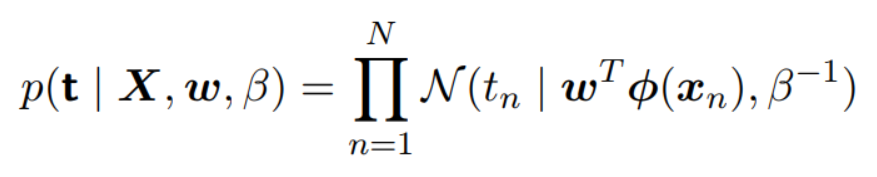 p(𝐭 | 𝑿, 𝒘, β) = ∏_{n=1}^{N} 𝒩(t_n | 𝒘^T 𝝓(𝒙_n), β^{−1})